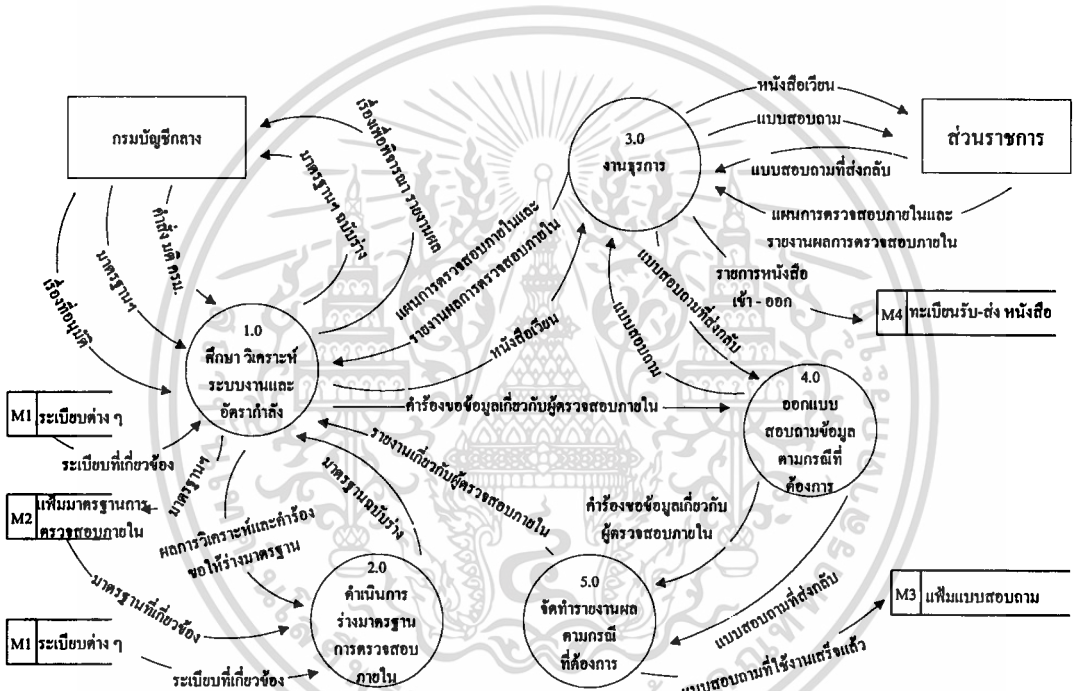 กรมบัญชีกลาง
เรื่องเพื่อพิจารณา รายงานผล
มาตรฐานฯ ฉบับร่าง
คำสั่ง มติ ครม.
มาตรฐานฯ
เรื่องที่อนุมัติ
3.0
งานธุรการ
หนังสือเวียน
แบบสอบถาม
แบบสอบถามที่ส่งกลับ
แผนการตรวจสอบภายในและ
รายงานผลการตรวจสอบภายใน
ส่วนราชการ
รายการหนังสือ
เข้า - ออก
M4 ทะเบียนรับ-ส่ง หนังสือ
แผนการตรวจสอบภายในและ
รายงานผลการตรวจสอบภายใน
หนังสือเวียน
แบบสอบถามที่ส่งกลับ
แบบสอบถาม
1.0
ศึกษา วิเคราะห์
ระบบงานและ
อัตรากำลัง
M1 ระเบียบต่าง ๆ
ระเบียบที่เกี่ยวข้อง
คำร้องขอข้อมูลเกี่ยวกับผู้ตรวจสอบภายใน
4.0
ออกแบบ
สอบถามข้อมูล
ตามกรณีที่
ต้องการ
มาตรฐานฯ
M2 แฟ้มมาตรฐานการ
ตรวจสอบภายใน
ผลการวิเคราะห์และคำร้อง
ขอให้ร่างมาตรฐาน
มาตรฐานฉบับร่าง
รายงานเกี่ยวกับผู้ตรวจสอบภายใน
คำร้องขอข้อมูลเกี่ยวกับ
ผู้ตรวจสอบภายใน
มาตรฐานที่เกี่ยวข้อง
M1 ระเบียบต่าง ๆ
ระเบียบที่เกี่ยวข้อง
2.0
ดำเนินการ
ร่างมาตรฐาน
การตรวจสอบ
ภายใน
5.0
จัดทำรายงานผล
ตามกรณี
ที่ต้องการ
แบบสอบถามที่ส่งกลับ
แบบสอบถามที่ใช้งานเสร็จแล้ว
M3 แฟ้มแบบสอบถาม